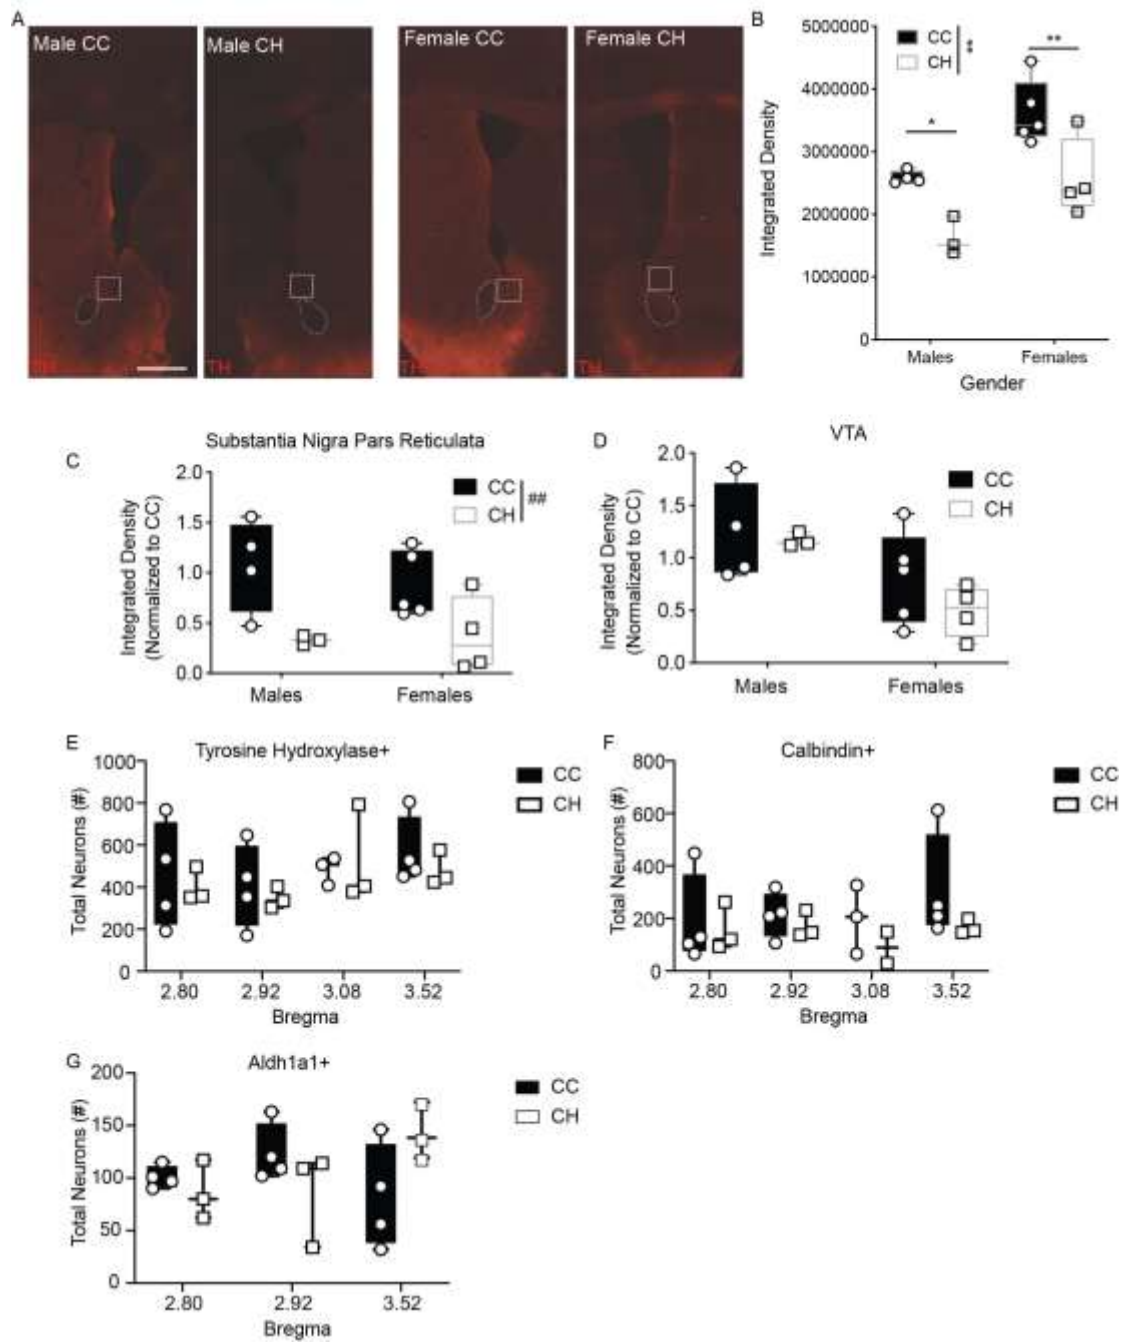 A
Male CC
Male CH
Female CC
Female CH
TH
TH
TH
TH
B
5000000
4000000
3000000
2000000
1000000
0
Integrated Density
CC
CH
**
*
**
Males
Females
Gender
C
Substantia Nigra Pars Reticulata
2.0
1.5
1.0
0.5
0.0
Integrated Density
(Normalized to CC)
CC
CH
##
Males
Females
D
VTA
2.0
1.5
1.0
0.5
0.0
Integrated Density
(Normalized to CC)
CC
CH
Males
Females
E
Tyrosine Hydroxylase+
1000
800
600
400
200
0
Total Neurons (#)
CC
CH
2.80
2.92
3.08
3.52
Bregma
F
Calbindin+
800
600
400
200
0
Total Neurons (#)
CC
CH
2.80
2.92
3.08
3.52
Bregma
G
Aldh1a1+
200
150
100
50
0
Total Neurons (#)
CC
CH
2.80
2.92
3.52
Bregma